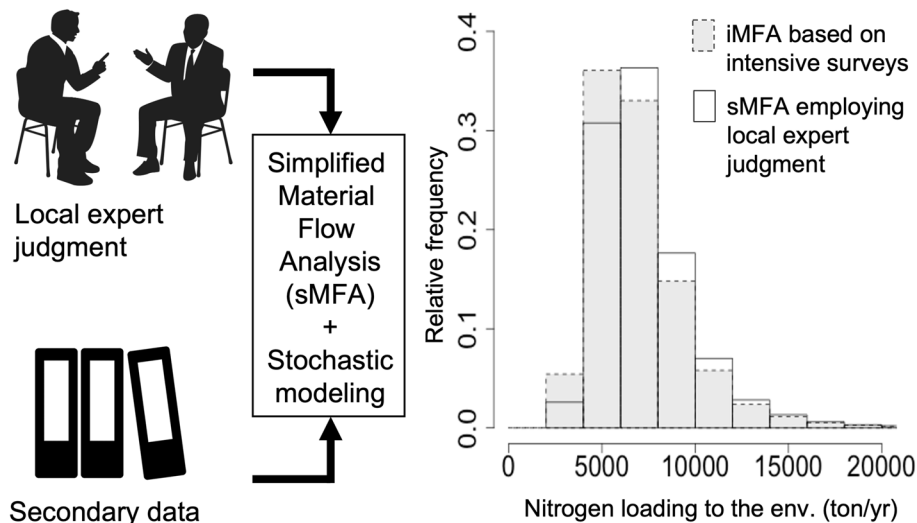 Local expert
judgment
Secondary data
Simplified
Material
Flow
Analysis
(sMFA)
+
Stochastic
modeling
Relative frequency
0.4
0.3
0.2
0.1
0.0
0
5000
10000
15000
20000
Nitrogen loading to the env. (ton/yr)
iMFA based on
intensive surveys
sMFA employing
local expert
judgment